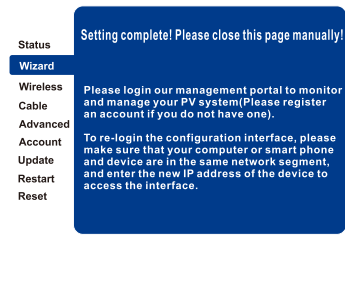 Status
Wizard
Wireless
Cable
Advanced
Account
Update
Restart
Reset
Setting complete! Please close this page manually!
Please login our management portal to monitor
and manage your PV system(Please register
an account if you do not have one).
To re-login the configuration interface, please
make sure that your computer or smart phone
and device are in the same network segment,
and enter the new IP address of the device to
access the interface.